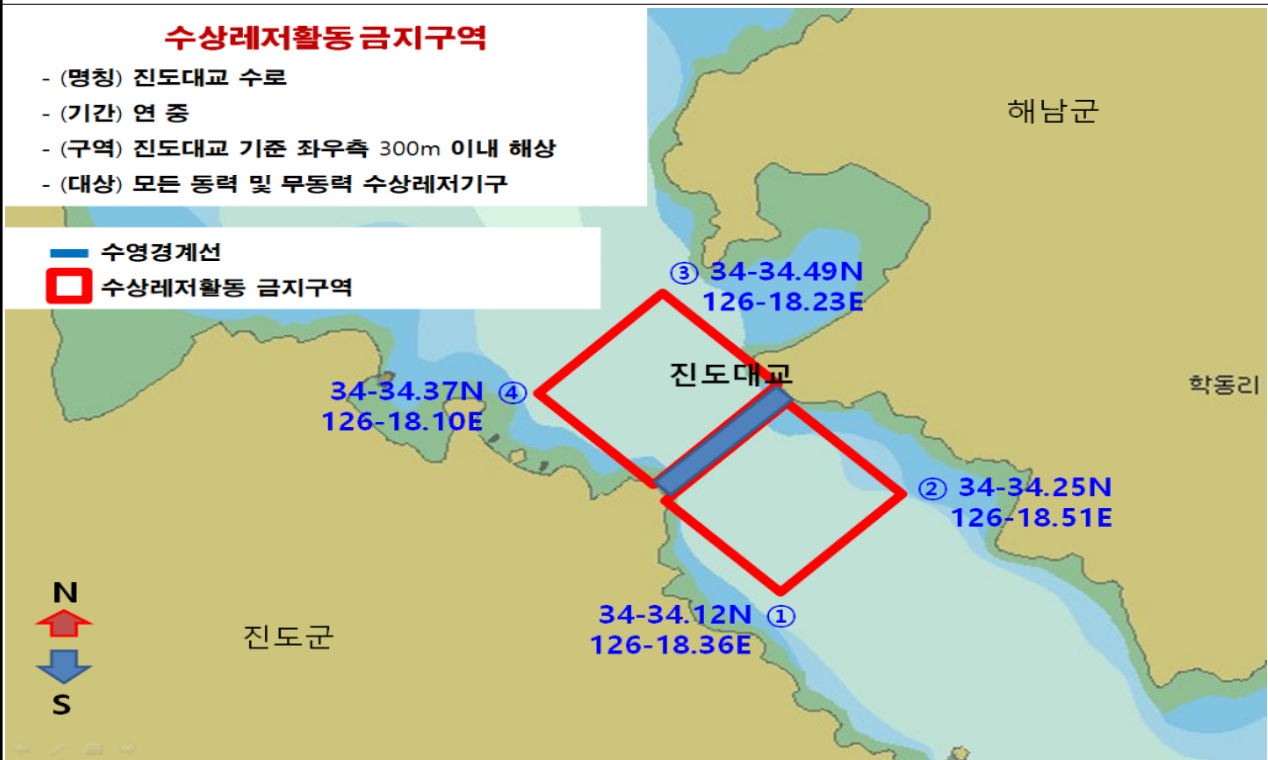 수상레저활동 금지구역
- (명칭) 진도대교 수로
- (기간) 연 중
- (구역) 진도대교 기준 좌우측 300m 이내 해상
- (대상) 모든 동력 및 무동력 수상레저기구
수영경계선
수상레저활동 금지구역
해남군
③ 34-34.49N
126-18.23E
진도대교
학동리
34-34.37N ④
126-18.10E
② 34-34.25N
126-18.51E
34-34.12N ①
126-18.36E
진도군
N
S